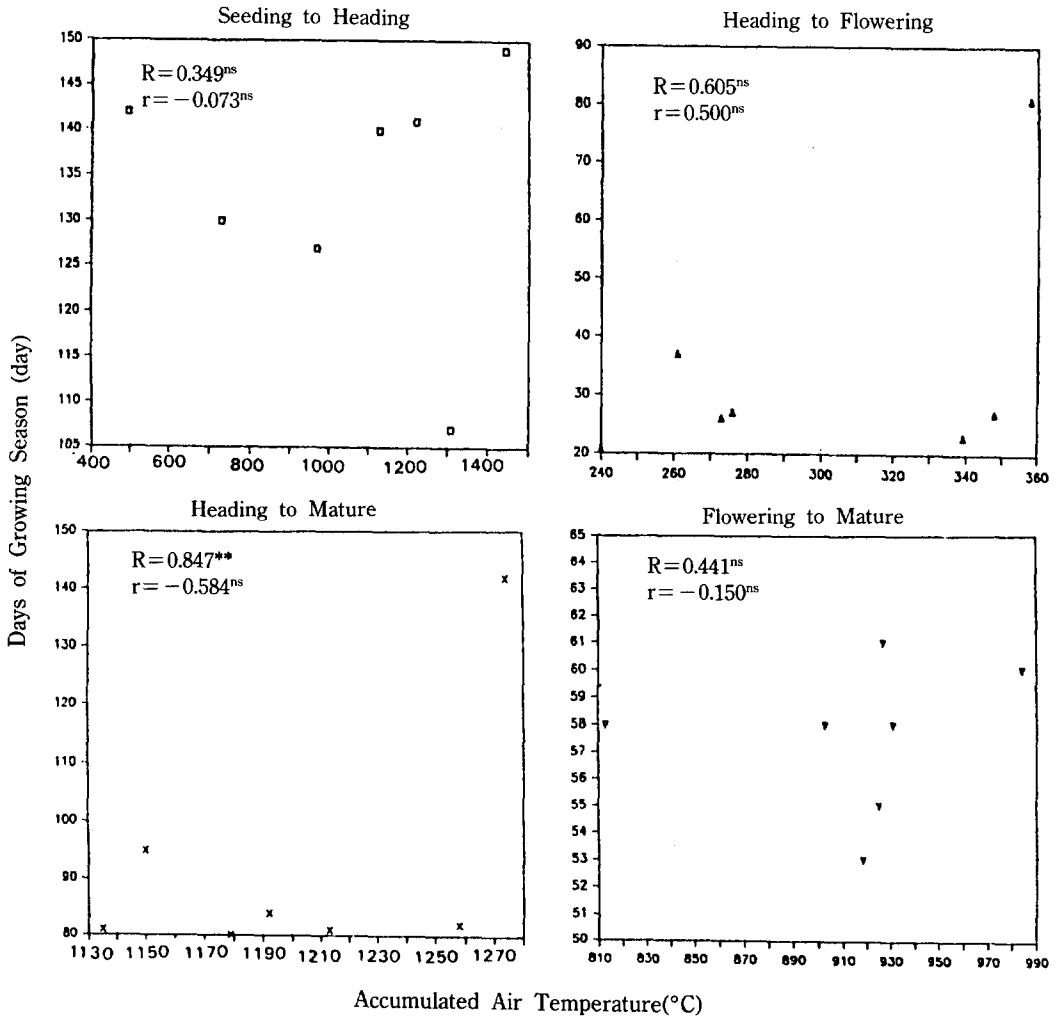 Seeding to Heading
150
145
140
135
130
125
120
115
110
105
R=0.349ns
r=−0.073ns
400 600 800 1000 1200 1400
Heading to Flowering
90
80
70
60
50
40
30
20
R=0.605ns
r=0.500ns
240 260 280 300 320 340 360
Days of Growing Season (day)
Heading to Mature
150
140
130
120
110
100
90
80
R=0.847**
r=−0.584ns
1130 1150 1170 1190 1210 1230 1250 1270
Flowering to Mature
65
64
63
62
61
60
59
58
57
56
55
54
53
52
51
50
R=0.441ns
r=−0.150ns
810 830 850 870 890 910 930 950 970 990
Accumulated Air Temperature(°C)